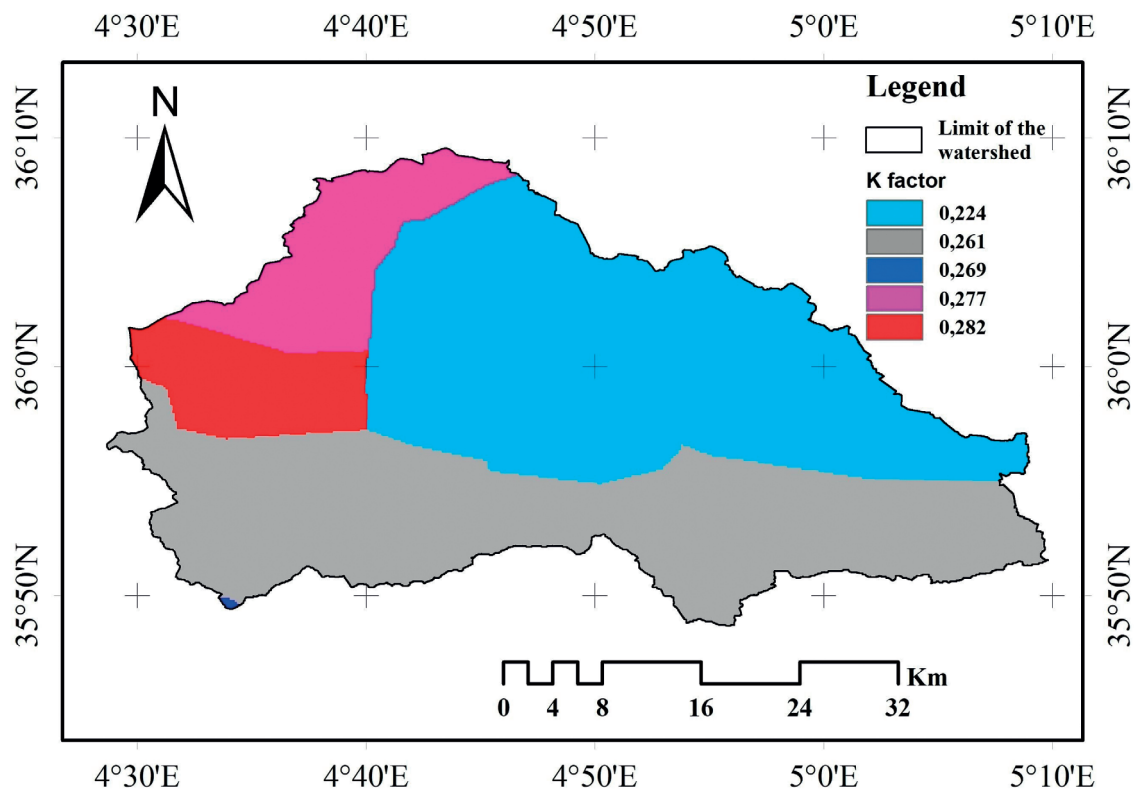 4°30'E 4°40'E 4°50'E 5°0'E 5°10'E
N
Legend
Limit of the
watershed
K factor
0,224
0,261
0,269
0,277
0,282
36°10'N 36°10'N
36°0'N 36°0'N
35°50'N 35°50'N
Km
0 4 8 16 24 32
4°30'E 4°40'E 4°50'E 5°0'E 5°10'E